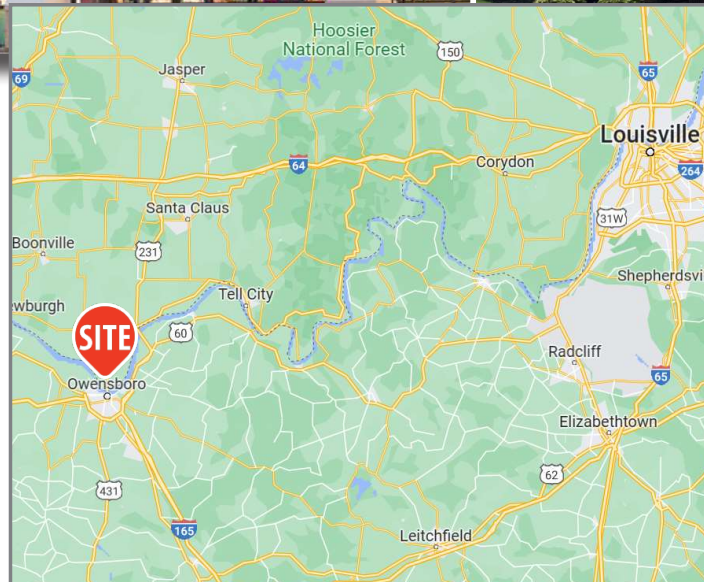 Hoosier
National Forest
150
69
Jasper
65
Louisville
64
Corydon
264
Santa Claus
31W
Boonville
231
Shepherdsvi
Tell City
wburgh
60
SITE
Radcliff
Owensboro
65
Elizabethtown
62
431
165
Leitchfield